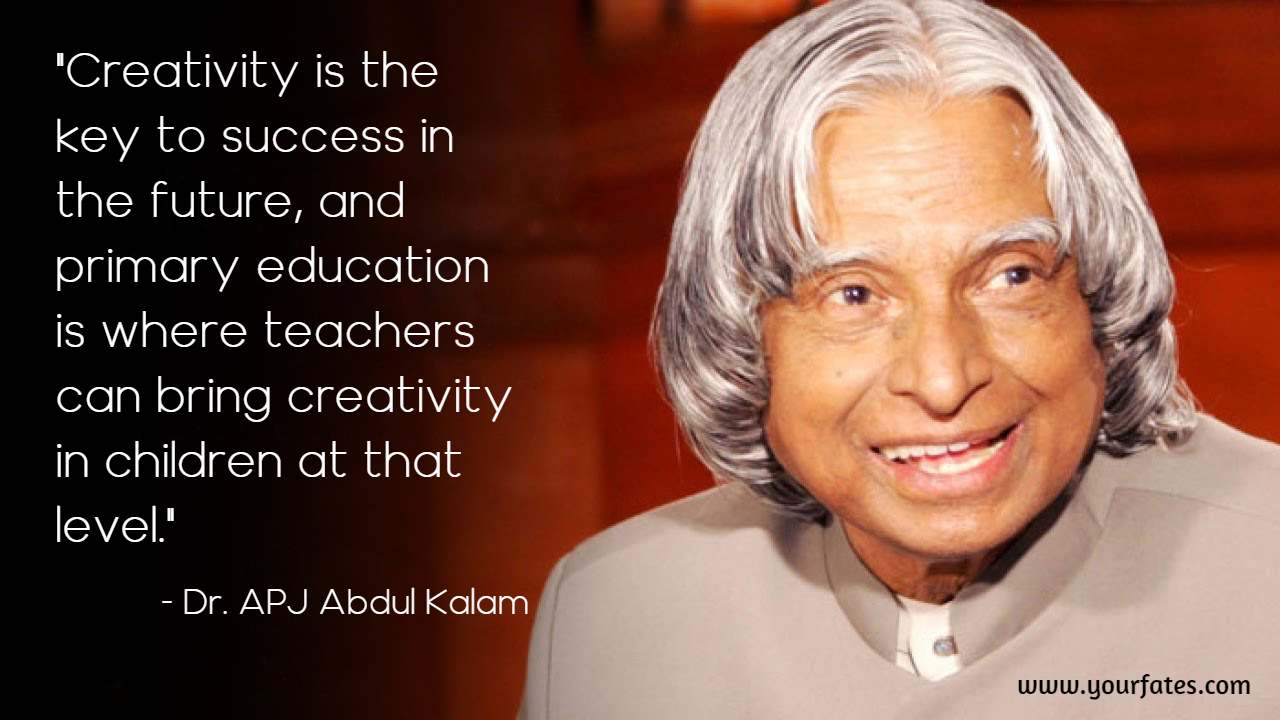 "Creativity is the
key to success in
the future, and
primary education
is where teachers
can bring creativity
in children at that
level."
- Dr. APJ Abdul Kalam
www.yourfates.com